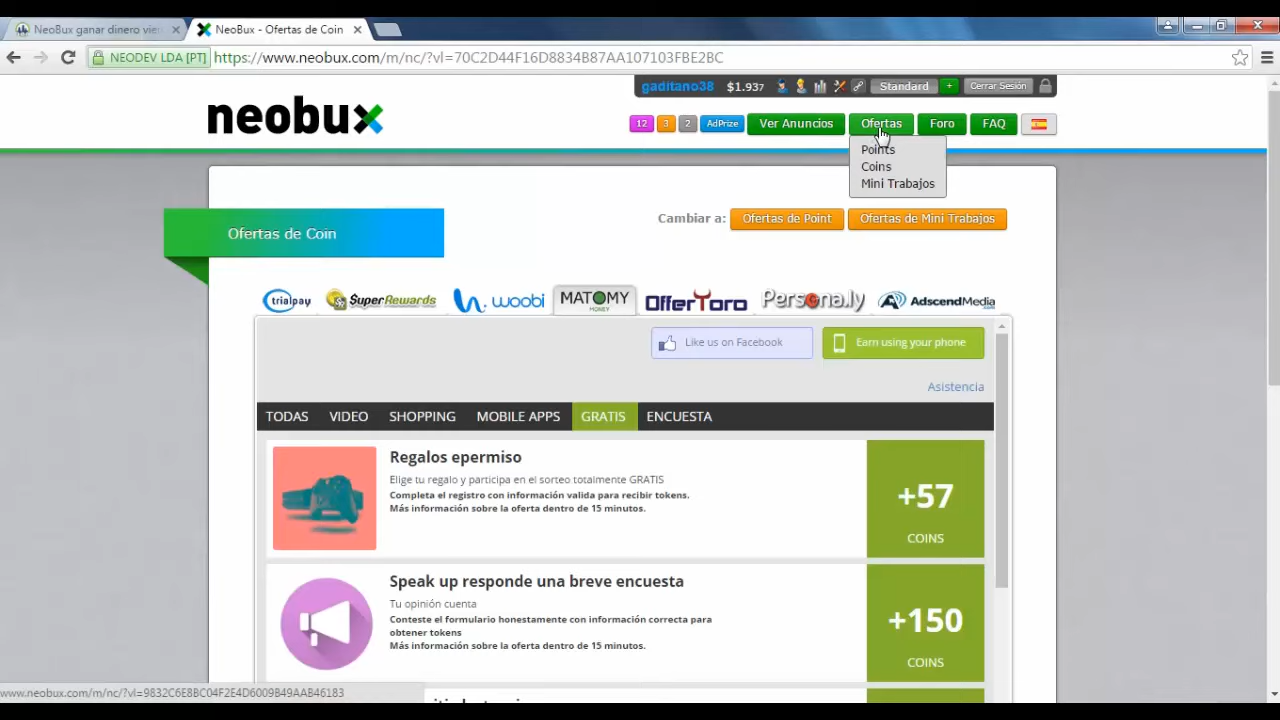 NeoBux ganar dinero vie
NeoBux - Ofertas de Coin
NEODEV LDA [PT]
https://www.neobux.com/m/nc/?vl=70C2D44F16D8834B87AA107103FBE2BC
gaditano38 $1.937 Standard + Cerrar Sesión
neobux
12 3 2 AdPrize Ver Anuncios Ofertas Foro FAQ
Points
Coins
Mini Trabajos
Ofertas de Coin
Cambiar a: Ofertas de Point Ofertas de Mini Trabajos
trialpay SuperRewards woobi MATOMY MONEY OfferToro Persona.ly AdscendMedia
Like us on Facebook Earn using your phone
Asistencia
TODAS VIDEO SHOPPING MOBILE APPS GRATIS ENCUESTA
Regalos epermiso
Elige tu regalo y participa en el sorteo totalmente GRATIS
Completa el registro con información valida para recibir tokens.
Más información sobre la oferta dentro de 15 minutos.
+57
COINS
Speak up responde una breve encuesta
Tu opinión cuenta
Conteste el formulario honestamente con información correcta para
obtener tokens
Más información sobre la oferta dentro de 15 minutos.
+150
COINS
www.neobux.com/m/nc/?vl=9832C6E8BC04F2E4D6009B49AAB46183